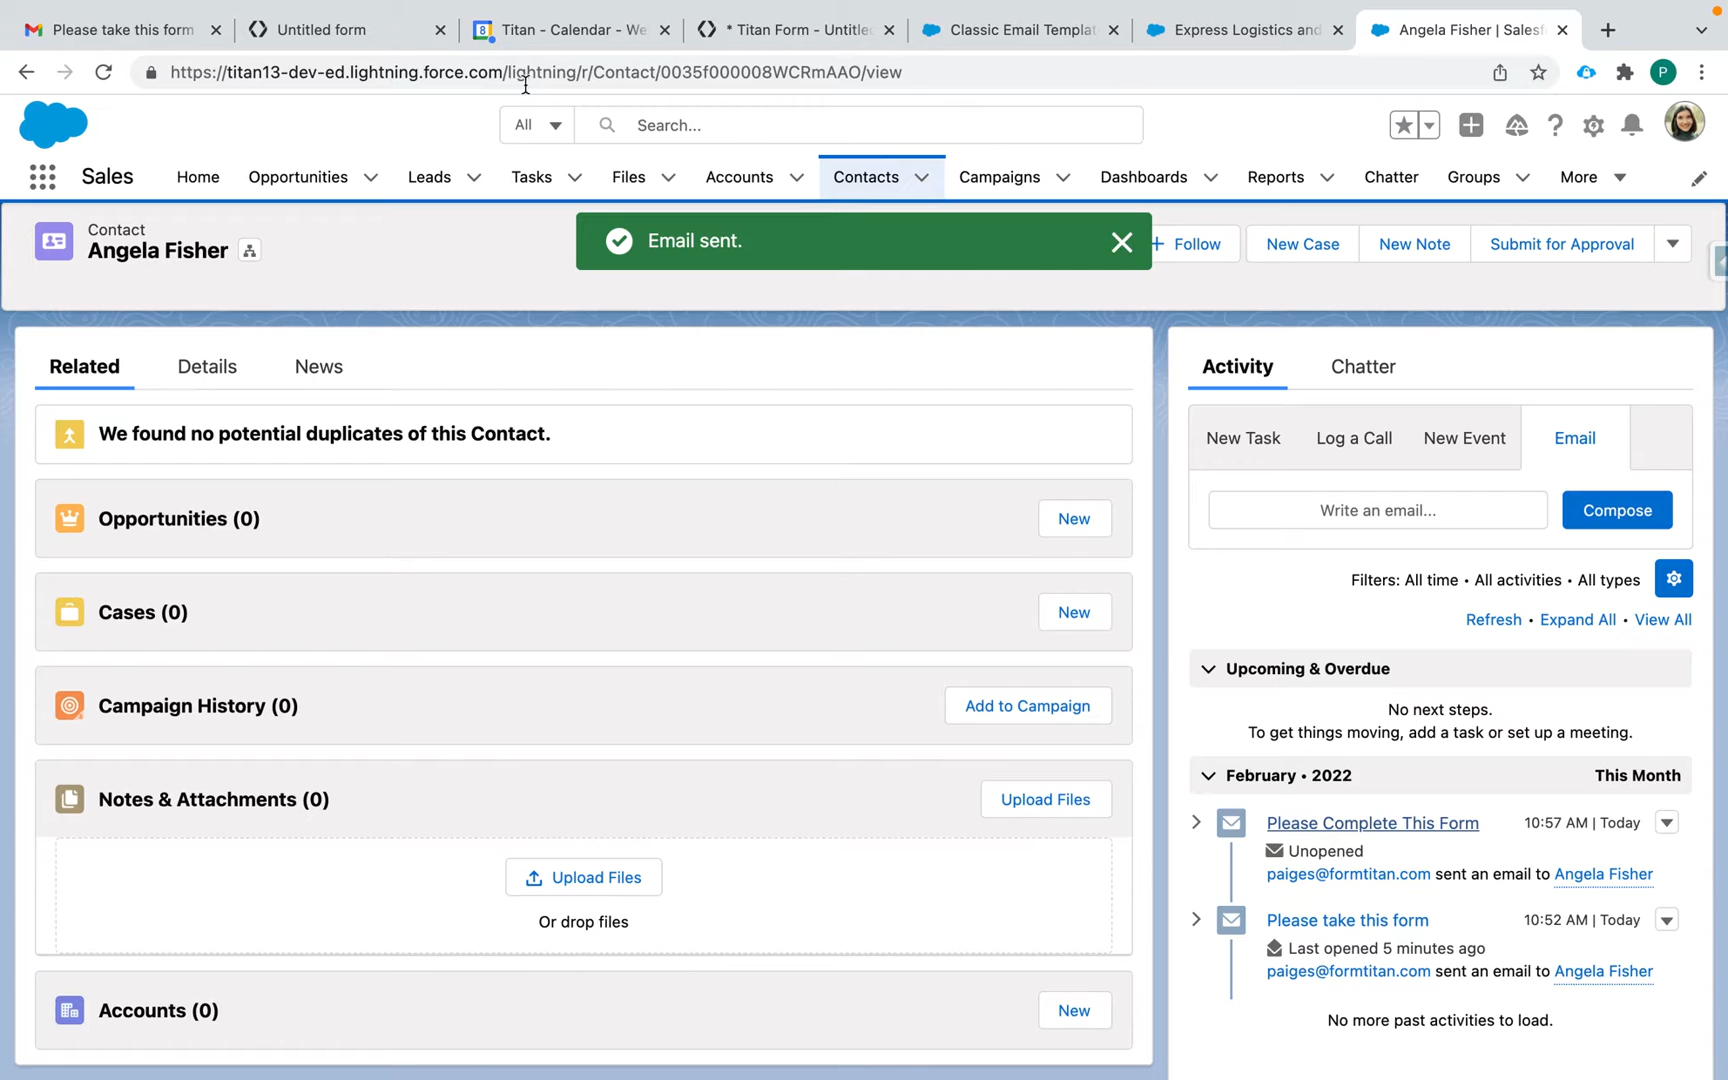 Please take this form
Untitled form
Titan - Calendar - We
* Titan Form - Untitle
Classic Email Templat
Express Logistics and
Angela Fisher | Salesf
https://titan13-dev-ed.lightning.force.com/lightning/r/Contact/0035f000008WCRmAAO/view
P
All
Search...
Sales
Home
Opportunities
Leads
Tasks
Files
Accounts
Contacts
Campaigns
Dashboards
Reports
Chatter
Groups
More
Contact
Angela Fisher
Email sent.
+ Follow
New Case
New Note
Submit for Approval
Related
Details
News
We found no potential duplicates of this Contact.
Opportunities (0)
New
Cases (0)
New
Campaign History (0)
Add to Campaign
Notes & Attachments (0)
Upload Files
Upload Files
Or drop files
Accounts (0)
New
Activity
Chatter
New Task
Log a Call
New Event
Email
Write an email...
Compose
Filters: All time • All activities • All types
Refresh • Expand All • View All
Upcoming & Overdue
No next steps.
To get things moving, add a task or set up a meeting.
February • 2022
This Month
Please Complete This Form
10:57 AM | Today
Unopened
paiges@formtitan.com sent an email to Angela Fisher
Please take this form
10:52 AM | Today
Last opened 5 minutes ago
paiges@formtitan.com sent an email to Angela Fisher
No more past activities to load.